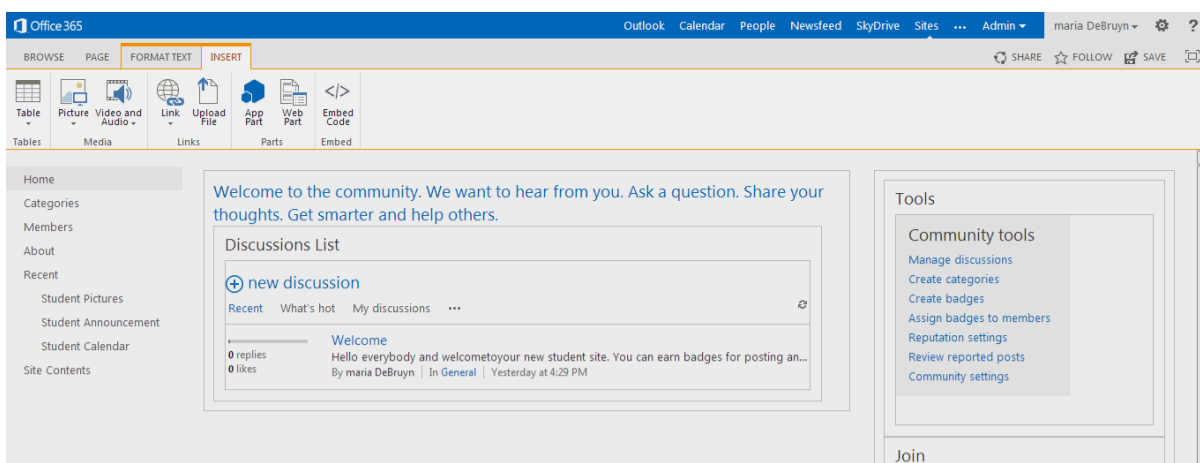 Office 365 Outlook Calendar People Newsfeed SkyDrive Sites ••• Admin maria DeBruyn ?
BROWSE PAGE FORMAT TEXT INSERT SHARE FOLLOW SAVE
Table Picture Video and Audio Link Upload File App Part Web Part </> Embed Code
Tables Media Links Parts Embed
Home
Categories
Members
About
Recent
Student Pictures
Student Announcement
Student Calendar
Site Contents
Welcome to the community. We want to hear from you. Ask a question. Share your
thoughts. Get smarter and help others.
Discussions List
new discussion
Recent What's hot My discussions •••
Welcome
0 replies
0 likes
Hello everybody and welcometoyour new student site. You can earn badges for posting an...
By maria DeBruyn | In General | Yesterday at 4:29 PM
Tools
Community tools
Manage discussions
Create categories
Create badges
Assign badges to members
Reputation settings
Review reported posts
Community settings
Join